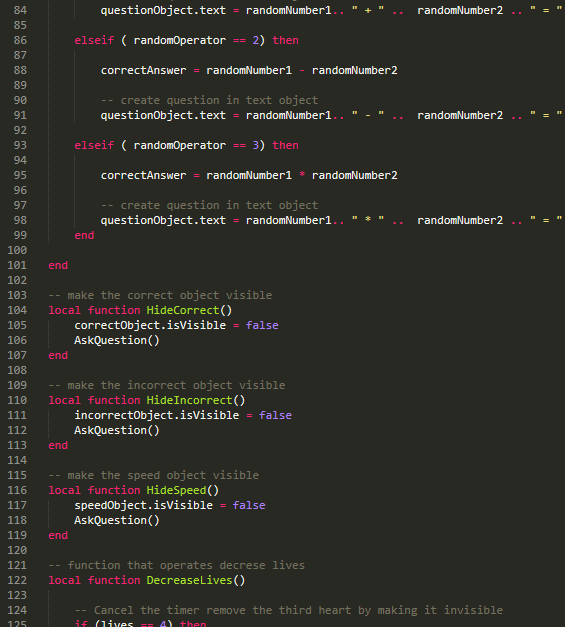 84 questionObject.text = randomNumber1.. " + " .. randomNumber2 .. " = "
85
86 elseif ( randomOperator == 2) then
87
88 correctAnswer = randomNumber1 - randomNumber2
89
90 -- create question in text object
91 questionObject.text = randomNumber1.. " - " .. randomNumber2 .. " = "
92
93 elseif ( randomOperator == 3) then
94
95 correctAnswer = randomNumber1 * randomNumber2
96
97 -- create question in text object
98 questionObject.text = randomNumber1.. " * " .. randomNumber2 .. " = "
99 end
100
101 end
102
103 -- make the correct object visible
104 local function HideCorrect()
105 correctObject.isVisible = false
106 AskQuestion()
107 end
108
109 -- make the incorrect object visible
110 local function HideIncorrect()
111 incorrectObject.isVisible = false
112 AskQuestion()
113 end
114
115 -- make the speed object visible
116 local function HideSpeed()
117 speedObject.isVisible = false
118 AskQuestion()
119 end
120
121 -- function that operates decrese lives
122 local function DecreaseLives()
123
124 -- Cancel the timer remove the third heart by making it invisible
125 if (lives == 4) then